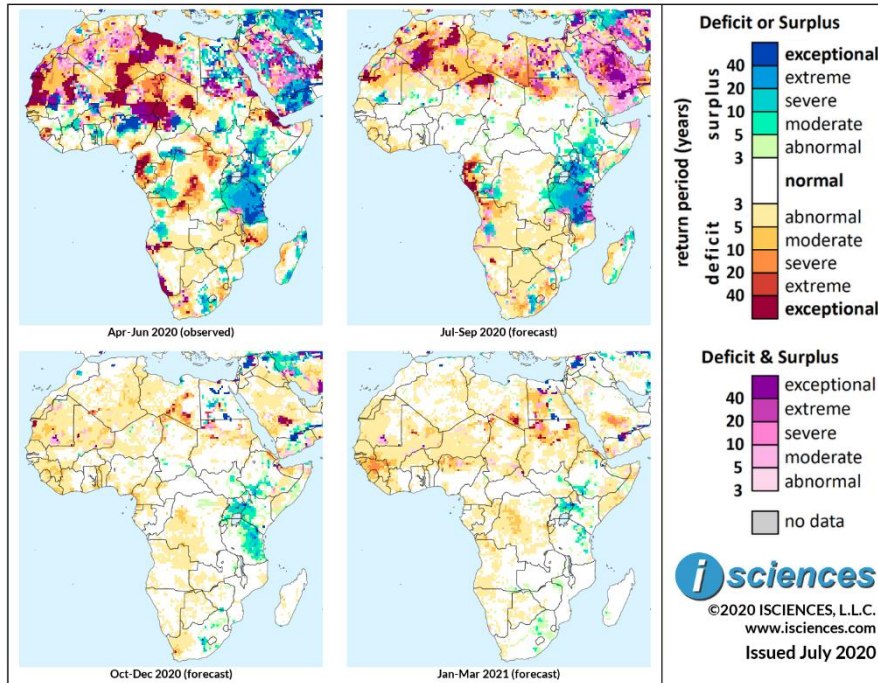 Apr-Jun 2020 (observed)
Jul-Sep 2020 (forecast)
Oct-Dec 2020 (forecast)
Jan-Mar 2021 (forecast)
Deficit or Surplus
return period (years)
surplus
deficit
40
20
10
5
3
3
5
10
20
40
exceptional
extreme
severe
moderate
abnormal
normal
abnormal
moderate
severe
extreme
exceptional
Deficit & Surplus
40
20
10
5
3
exceptional
extreme
severe
moderate
abnormal
no data
i sciences
©2020 ISCIENCES, L.L.C.
www.isciences.com
Issued July 2020